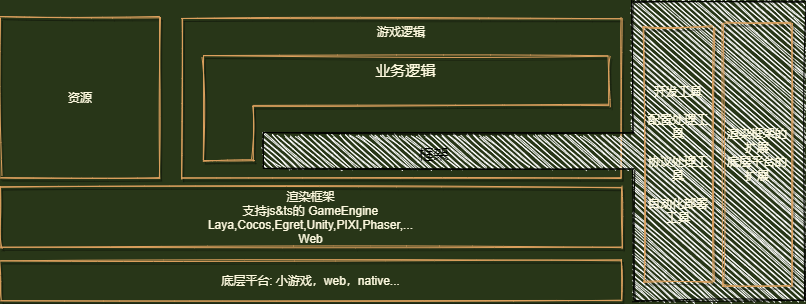 资源
游戏逻辑
业务逻辑
框架
渲染框架
支持js&ts的 GameEngine
Laya,Cocos,Egret,Unity,PIXI,Phaser,...
Web
底层平台: 小游戏，web，native...
开发工具
配套处理工
具
协议处理工
具
自动化部署
工具
渲染框架的
扩展
底层平台的
扩展